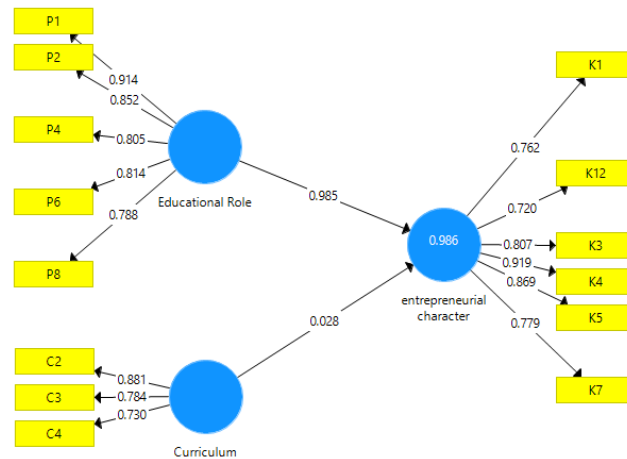 P1
P2
P4
P6
P8
0.914
0.852
0.805
0.814
0.788
Educational Role
0.985
C2
C3
C4
0.881
0.784
0.730
Curriculum
0.028
0.986
entrepreneurial
character
0.762
0.720
0.807
0.919
0.869
0.779
K1
K12
K3
K4
K5
K7